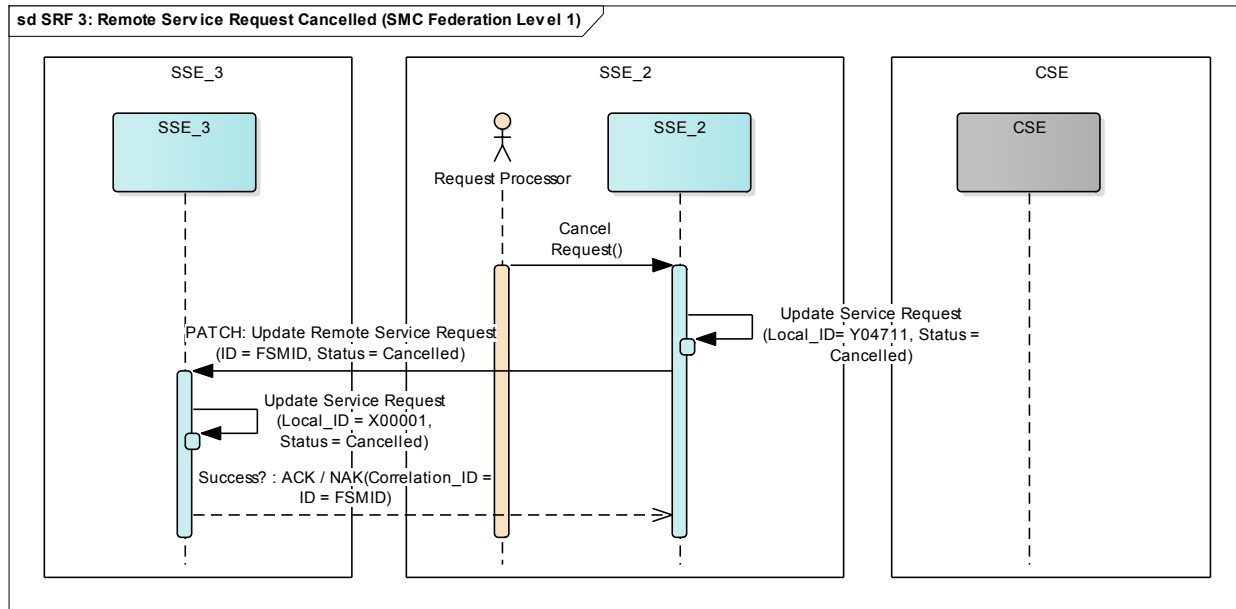 sd SRF 3: Remote Service Request Cancelled (SMC Federation Level 1)
SSE_3
SSE_2
CSE
SSE_3
SSE_2
CSE
Request Processor
Cancel
Request()
Update Service Request
(Local_ID= Y04711, Status =
Cancelled)
PATCH: Update Remote Service Request
(ID = FSMID, Status = Cancelled)
Update Service Request
(Local_ID = X00001,
Status = Cancelled)
Success? : ACK / NAK(Correlation_ID =
ID = FSMID)